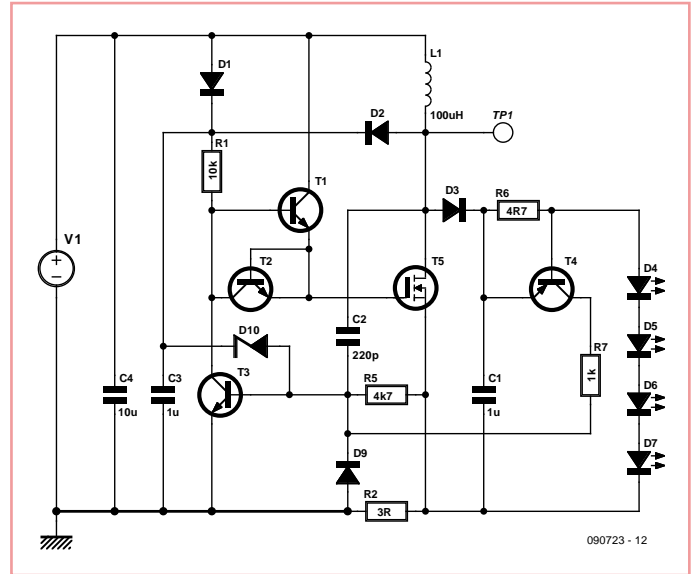 L1
100uH
D1
D2
TP1
R1
10k
T1
D3
R6
4R7
V1
T2
T5
T4
D4
D10
C2
220p
D5
R7
1k
T3
R5
4k7
C4
10u
C3
1u
C1
1u
D6
D9
D7
R2
3R
090723 - 12